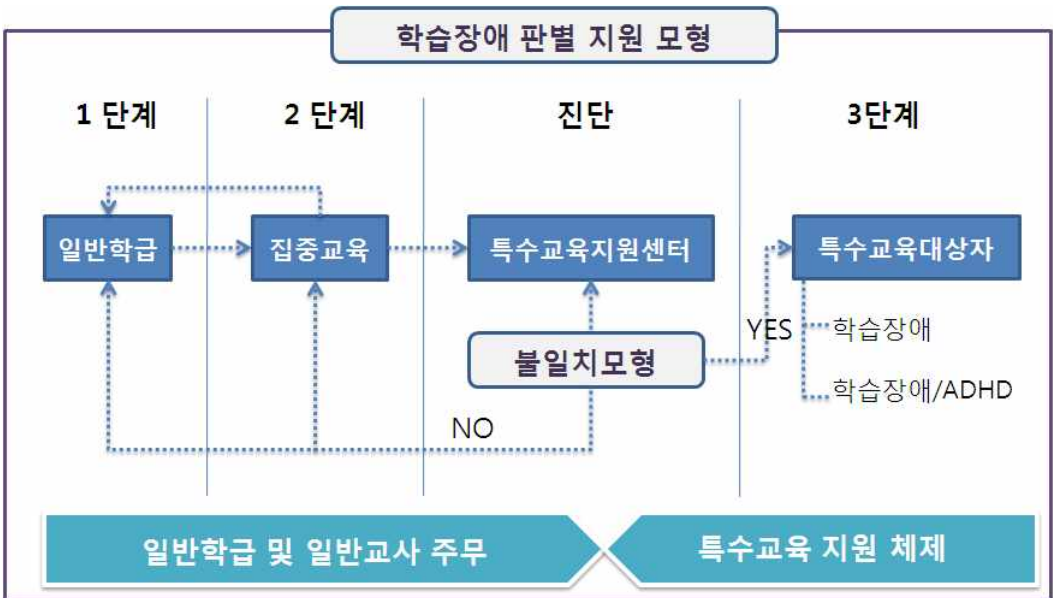 학습장애 판별 지원 모형
1 단계
2 단계
진단
3단계
일반학급
집중교육
특수교육지원센터
특수교육대상자
불일치모형
YES
학습장애
학습장애/ADHD
NO
일반학급 및 일반교사 주무
특수교육 지원 체제